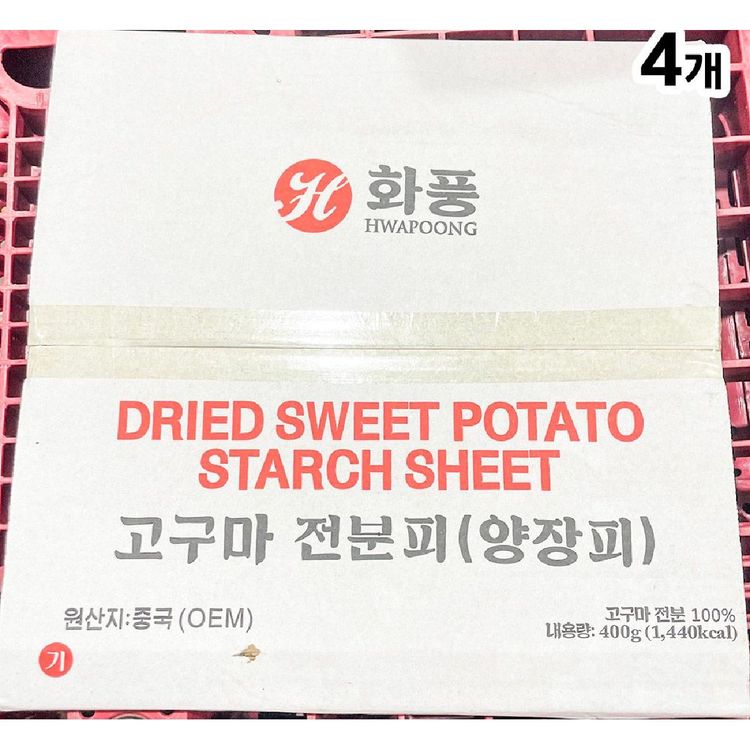 4개
H 화풍
HWAPOONG
DRIED SWEET POTATO
STARCH SHEET
고구마 전분피(양장피)
원산지:중국(OEM)
고구마 전분 100%
내용량: 400g (1,440kcal)
기